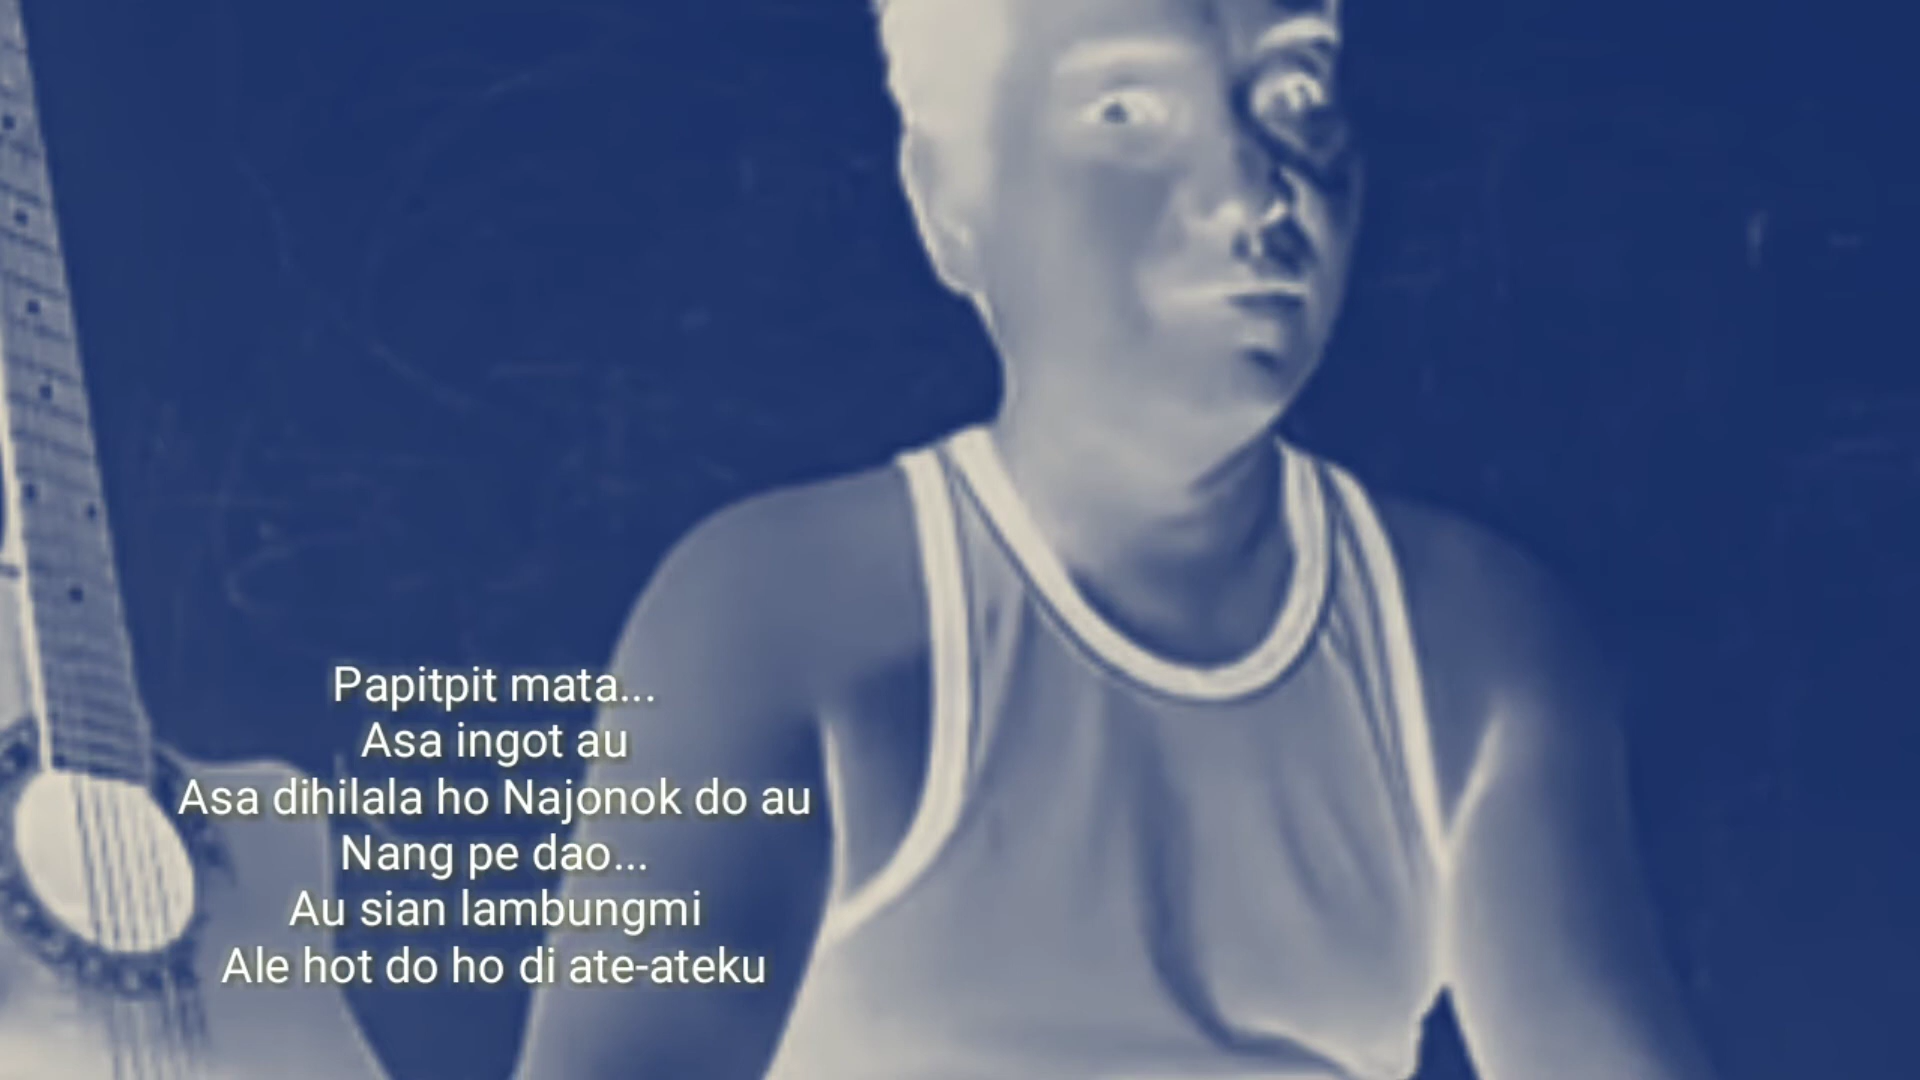 Papitpit mata...
Asa ingot au
Asa dihilala ho Najonok do au
Nang pe dao...
Au sian lambungmi
Ale hot do ho di ate-ateku